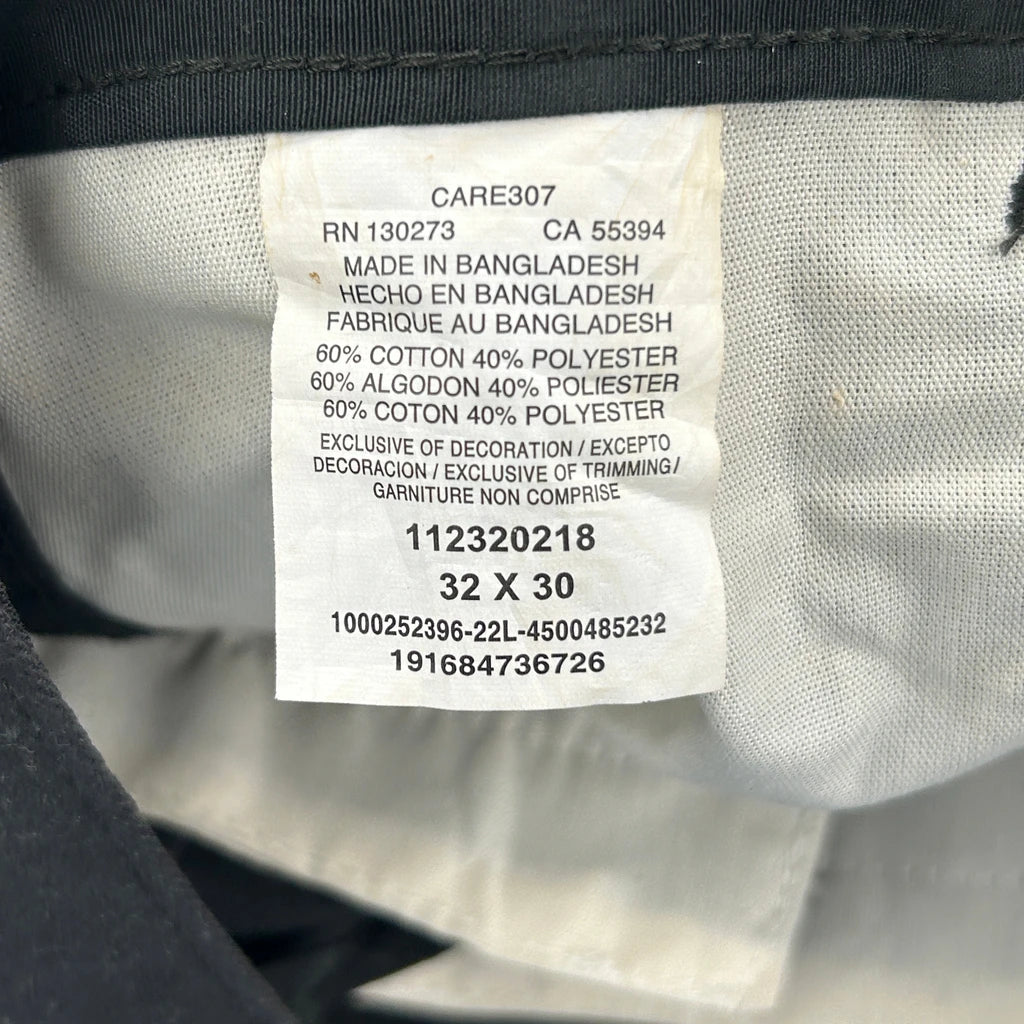 CARE307
RN 130273 CA 55394
MADE IN BANGLADESH
HECHO EN BANGLADESH
FABRIQUE AU BANGLADESH
60% COTTON 40% POLYESTER
60% ALGODON 40% POLIESTER
60% COTON 40% POLYESTER
EXCLUSIVE OF DECORATION / EXCEPTO
DECORACION / EXCLUSIVE OF TRIMMING/
GARNITURE NON COMPRISE
112320218
32 X 30
1000252396-22L-4500485232
191684736726